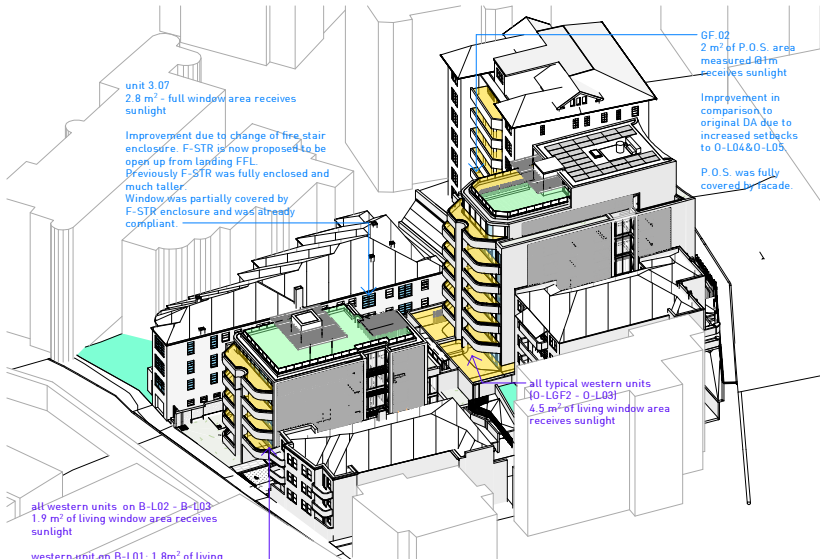 unit 3.07
2.8 m² - full window area receives
sunlight
Improvement due to change of fire stair
enclosure. F-STR is now proposed to be
open up from landing FFL.
Previously F-STR was fully enclosed and
much taller.
Window was partially covered by
F-STR enclosure and was already
compliant.
GF.02
2 m² of P.O.S. area
measured @1m
receives sunlight
Improvement in
comparison to
original DA due to
increased setbacks
to O-L04&O-L05
P.O.S. was fully
covered by facade.
all typical western units
(O-LGF2 - O-L03)
4.5 m² of living window area
receives sunlight
all western units on B-L02 - B-L03
1.9 m² of living window area receives
sunlight
western unit on B-L01: 1.8m² of living